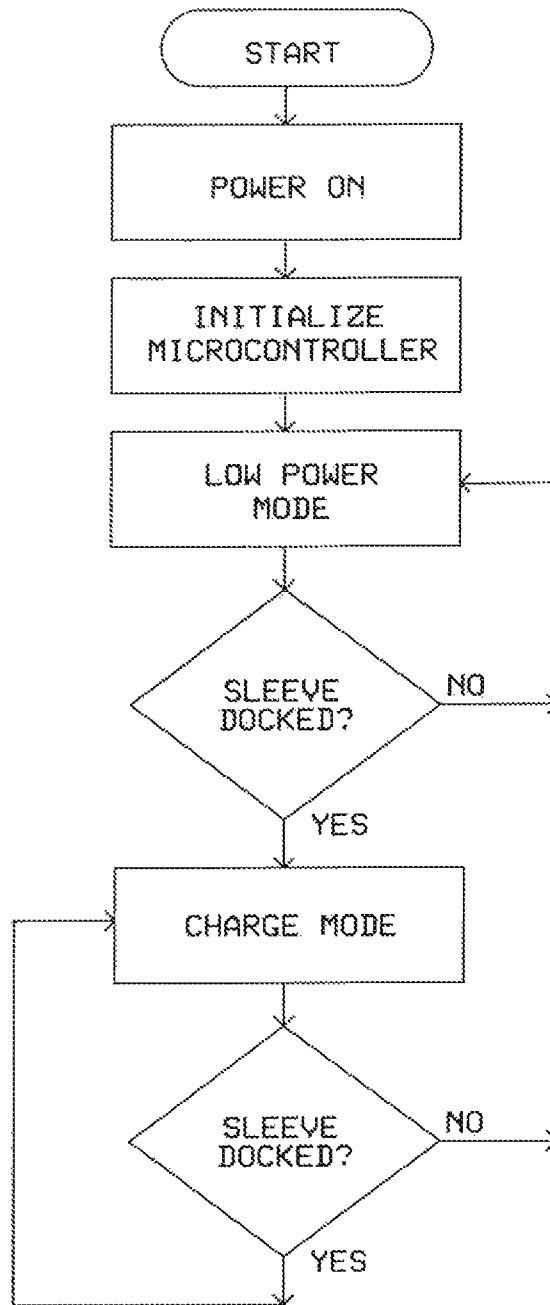 START
POWER ON
INITIALIZE
MICROCONTROLLER
LOW POWER
MODE
SLEEVE
DOCKED?
NO
YES
CHARGE MODE
SLEEVE
DOCKED?
NO
YES